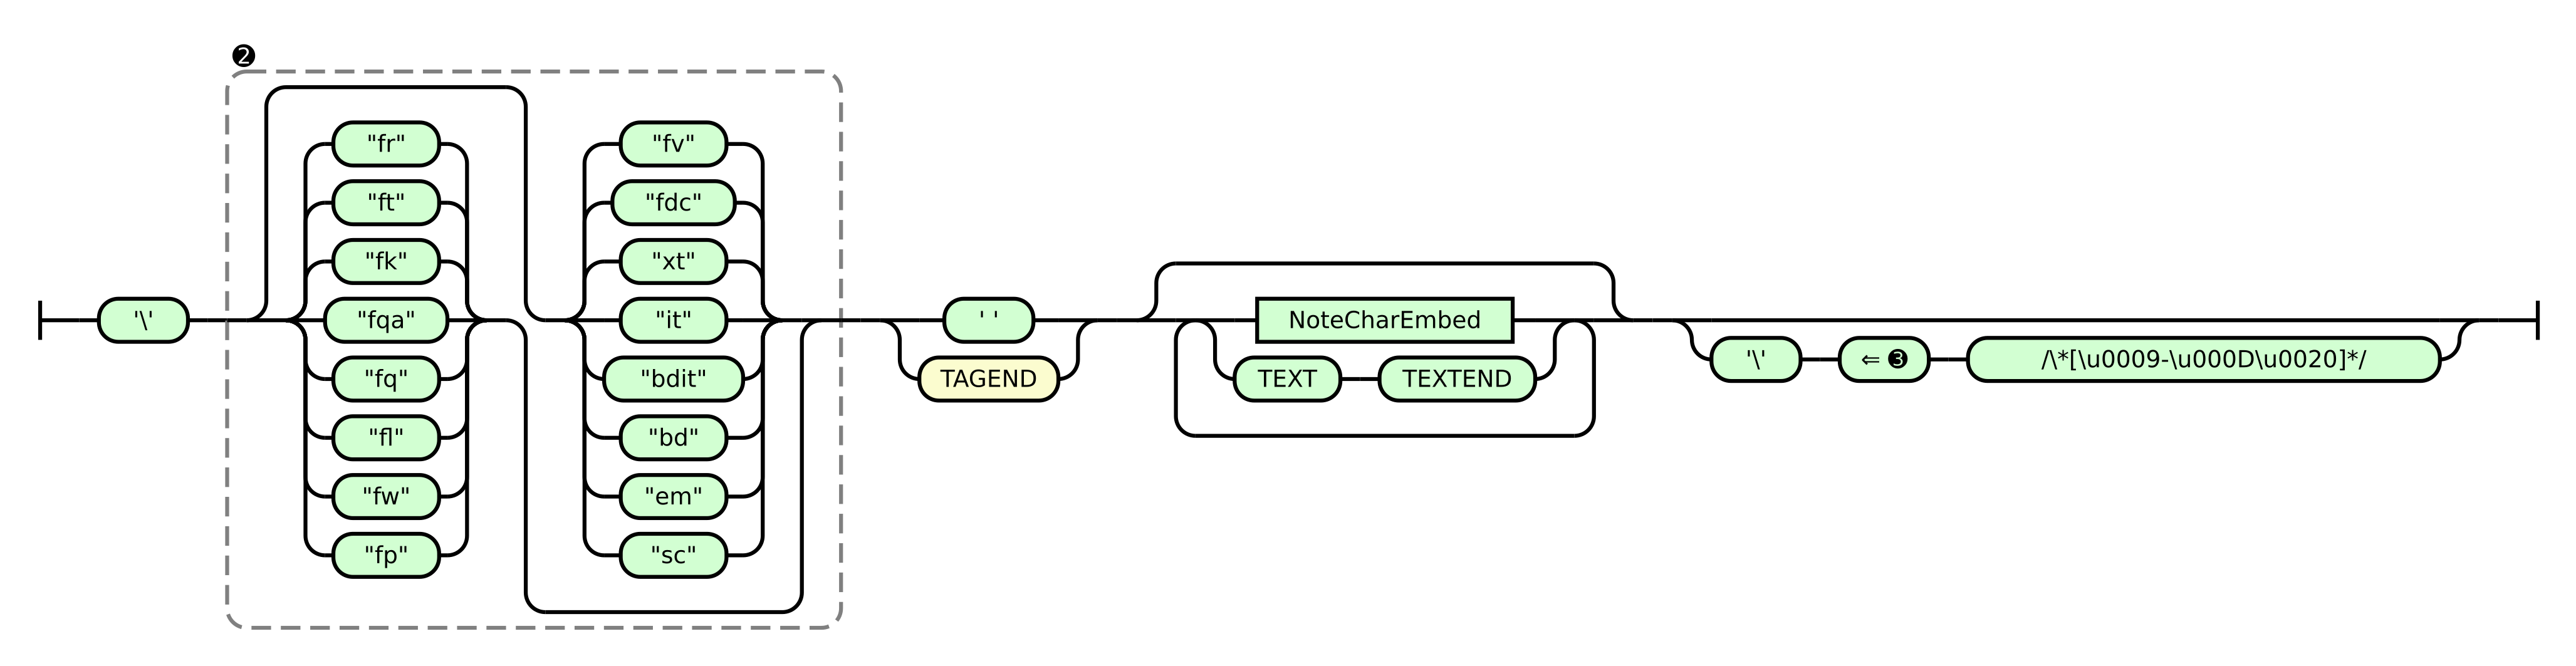 ❷
"fr" "fv"
"ft" "fdc"
"fk" "xt"
'\' "fqa" "it" ' ' NoteCharEmbed
"fq" "bdit" TAGEND TEXT TEXTEND '\' ⇐ ❸ /\*[\u0009-\u000D\u0020]*/
"fl" "bd"
"fw" "em"
"fp" "sc"